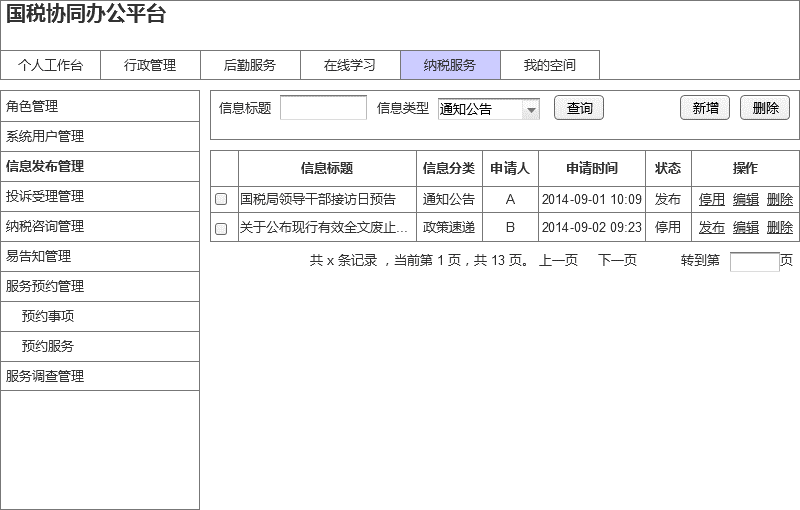 国税协同办公平台
个人工作台 行政管理 后勤服务 在线学习 纳税服务 我的空间
角色管理
系统用户管理
信息发布管理
投诉受理管理
纳税咨询管理
易告知管理
服务预约管理
预约事项
预约服务
服务调查管理
信息标题 信息类型 通知公告 查询 新增 删除
信息标题 信息分类 申请人 申请时间 状态 操作
国税局领导干部接访日预告 通知公告 A 2014-09-01 10:09 发布 停用 编辑 删除
关于公布现行有效全文废止... 政策速递 B 2014-09-02 09:23 停用 发布 编辑 删除
共 x 条记录 ，当前第 1 页，共 13 页。 上一页 下一页 转到第 页